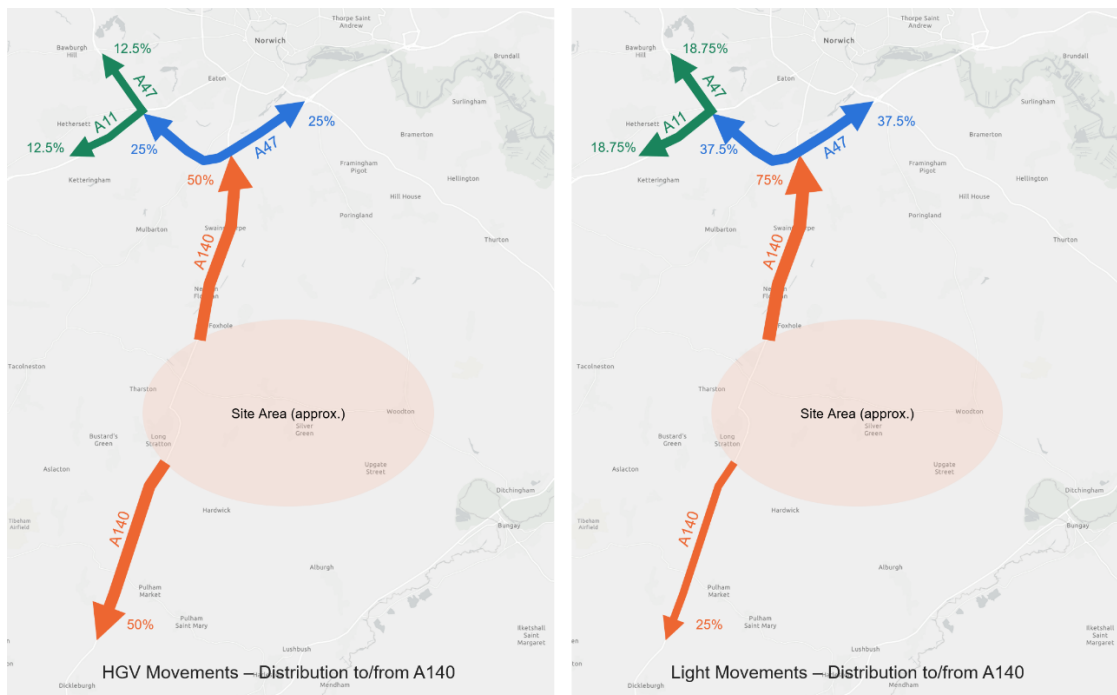 Thorpe Saint
Andrew
Bawburgh
Hill
12.5%
Norwich
Brundall
A47
Eaton
Surlingham
Hethersett
A11
25%
Bramerton
12.5%
25%
A47
Ketteringham
Framingham
Pigot
50%
Hellington
Hill House
Poringland
Mulbarton
Thurton
A140
Foxhole
Tacolneston
Tharston
Site Area (approx.)
Woodton
Silver
Green
Bustard's
Green
Long
Stratton
Aslacton
Upgate
Street
Ditchingham
Hardwick
Tibenham
Airfield
A140
Bungay
Alburgh
Pulham
Market
50%
Pulham
Saint Mary
Ilketshall
Saint
Margaret
Lushbush
HGV Movements – Distribution to/from A140
Dickleburgh
Thorpe Saint
Andrew
Bawburgh
Hill
18.75%
Norwich
Brundall
A47
Eaton
Surlingham
Hethersett
A11
37.5%
Bramerton
18.75%
37.5%
A47
Ketteringham
Framingham
Pigot
75%
Hellington
Hill House
Poringland
Mulbarton
Thurton
A140
Foxhole
Tacolneston
Tharston
Site Area (approx.)
Woodton
Silver
Green
Bustard's
Green
Long
Stratton
Aslacton
Upgate
Street
Ditchingham
Hardwick
Tibenham
Airfield
A140
Bungay
Alburgh
Pulham
Market
25%
Pulham
Saint Mary
Ilketshall
Saint
Margaret
Lushbush
Light Movements – Distribution to/from A140
Dickleburgh